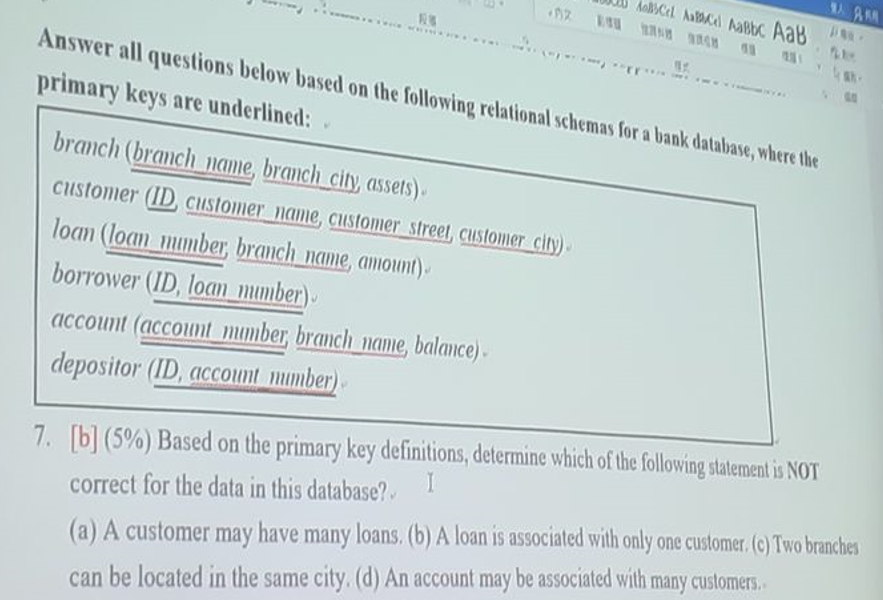 AaBbCcI AaBbCcI AaBbC AaB
Answer all questions below based on the following relational schemas for a bank database, where the
primary keys are underlined:
branch (branch_name, branch_city, assets)
customer (ID, customer_name, customer_street, customer_city)
loan (loan_number, branch_name, amount)
borrower (ID, loan_number)
account (account_number, branch_name, balance)
depositor (ID, account_number)
7. [b] (5%) Based on the primary key definitions, determine which of the following statement is NOT
correct for the data in this database?
(a) A customer may have many loans. (b) A loan is associated with only one customer. (c) Two branches
can be located in the same city. (d) An account may be associated with many customers.